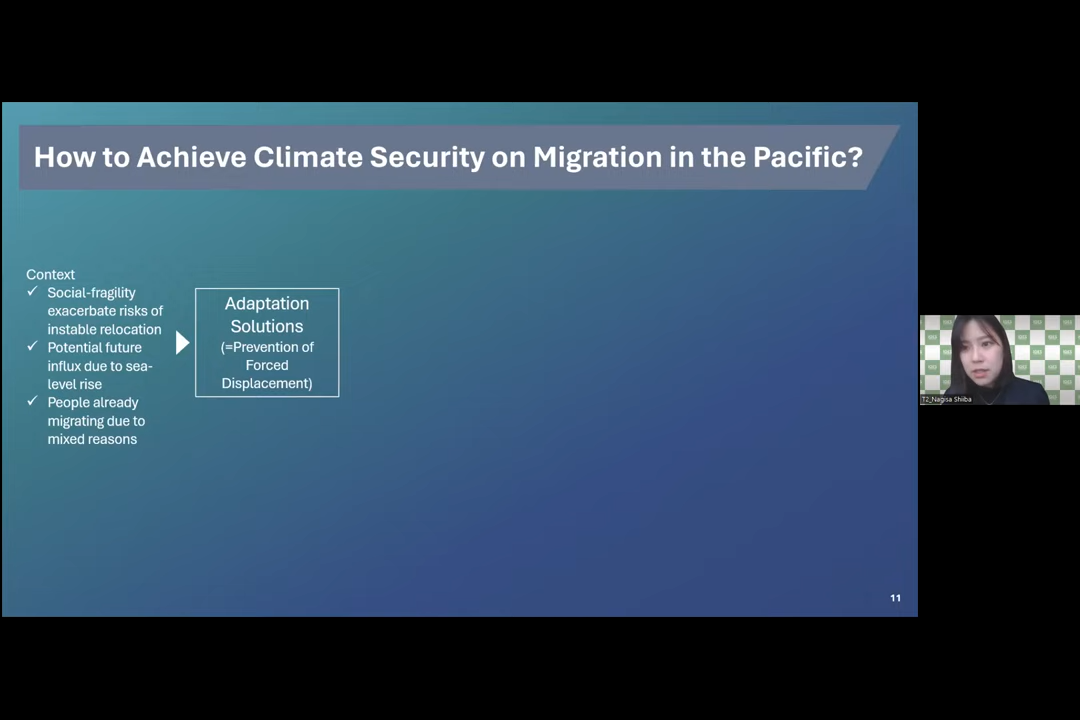 How to Achieve Climate Security on Migration in the Pacific?
Context
✓ Social-fragility
exacerbate risks of
instable relocation
✓ Potential future
influx due to sea-
level rise
✓ People already
migrating due to
mixed reasons
Adaptation
Solutions
(=Prevention of
Forced
Displacement)
11
T2_Nagisa Shiiba